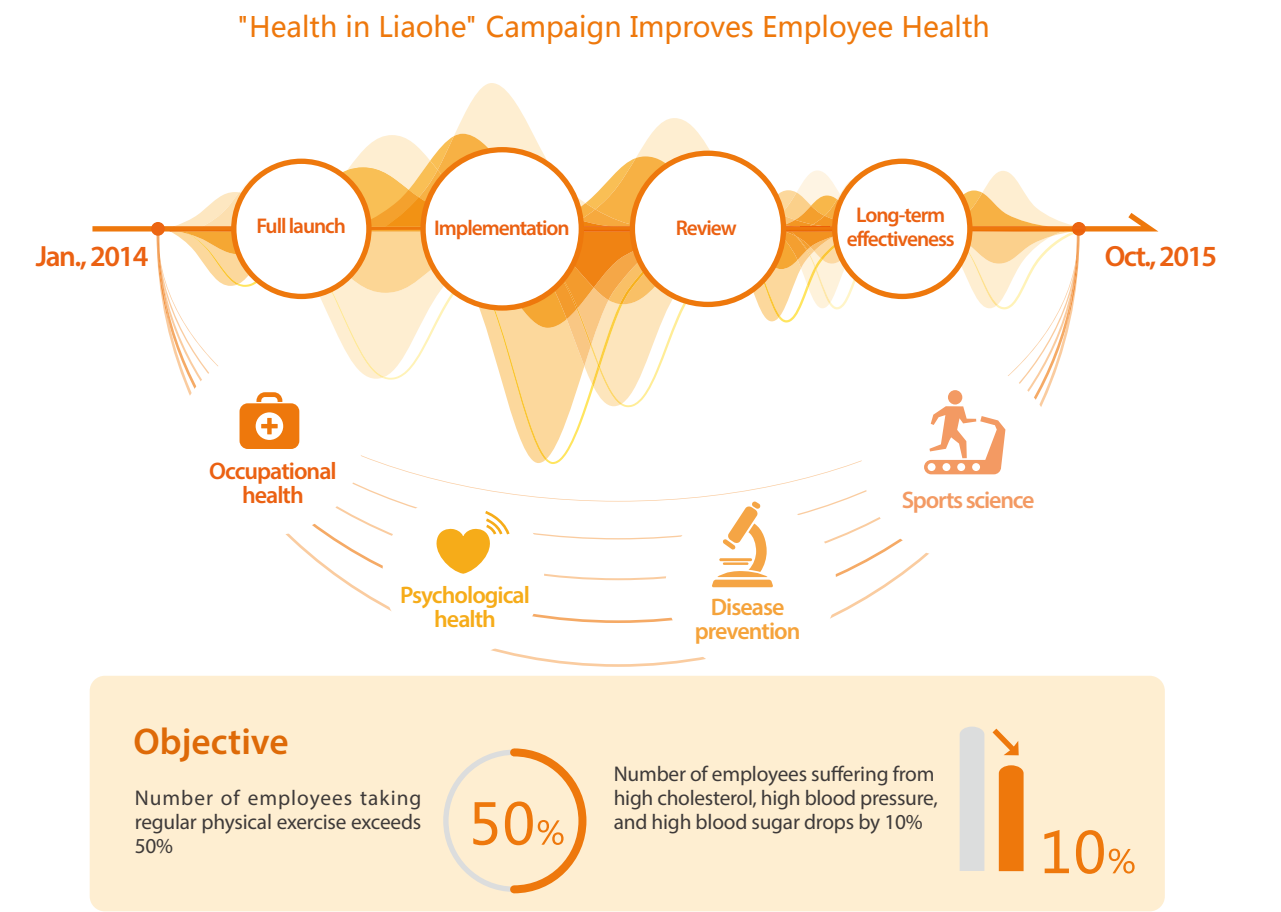 "Health in Liaohe" Campaign Improves Employee Health
Full launch
Implementation
Review
Long-term
effectiveness
Jan., 2014
Oct., 2015
Occupational
health
Psychological
health
Disease
prevention
Sports science
Objective
Number of employees taking
regular physical exercise exceeds
50%
50%
Number of employees suffering from
high cholesterol, high blood pressure,
and high blood sugar drops by 10%
10%